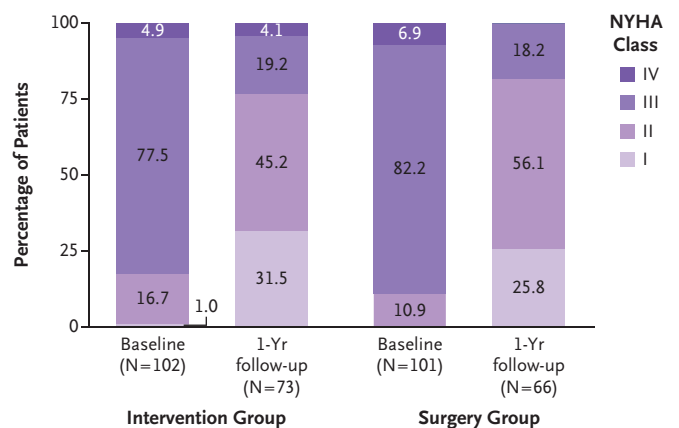 100
75
50
25
0
Percentage of Patients
4.9
77.5
16.7
1.0
4.1
19.2
45.2
31.5
6.9
82.2
10.9
18.2
56.1
25.8
NYHA
Class
IV
III
II
I
Baseline
(N=102)
1-Yr
follow-up
(N=73)
Baseline
(N=101)
1-Yr
follow-up
(N=66)
Intervention Group
Surgery Group